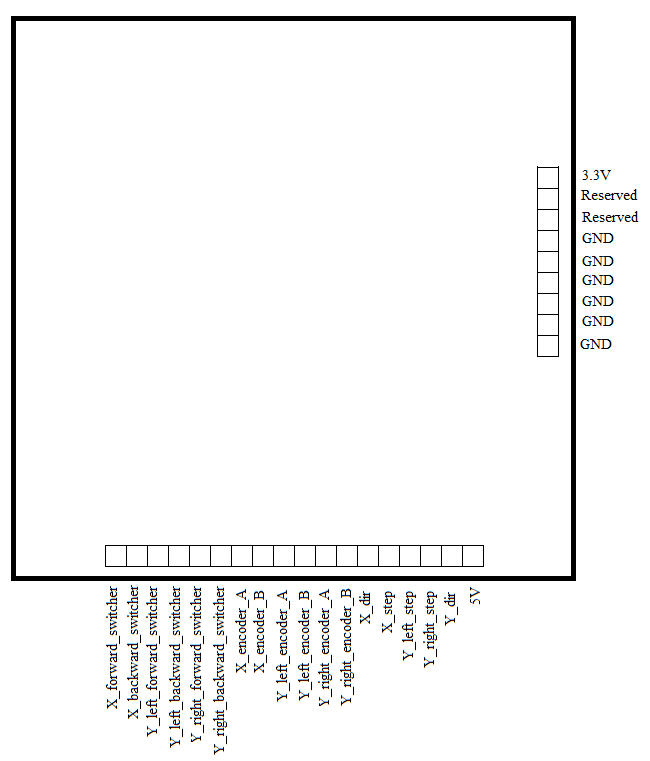 3.3V
Reserved
Reserved
GND
GND
GND
GND
GND
GND
X_forward_switcher
X_backward_switcher
Y_left_forward_switcher
Y_left_backward_switcher
Y_right_forward_switcher
Y_right_backward_switcher
X_encoder_A
X_encoder_B
Y_left_encoder_A
Y_left_encoder_B
Y_right_encoder_A
Y_right_encoder_B
X_dir
X_step
Y_left_step
Y_right_step
Y_dir
5V